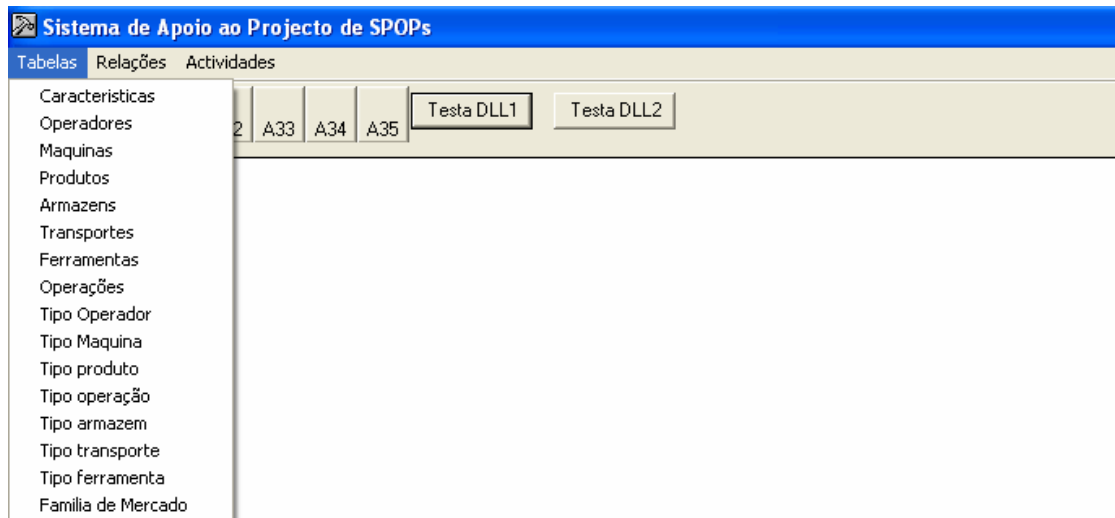 Sistema de Apoio ao Projecto de SPOPs
Tabelas Relações Actividades
2 A33 A34 A35 Testa DLL1 Testa DLL2
Caracteristicas
Operadores
Maquinas
Produtos
Armazens
Transportes
Ferramentas
Operações
Tipo Operador
Tipo Maquina
Tipo produto
Tipo operação
Tipo armazem
Tipo transporte
Tipo ferramenta
Familia de Mercado